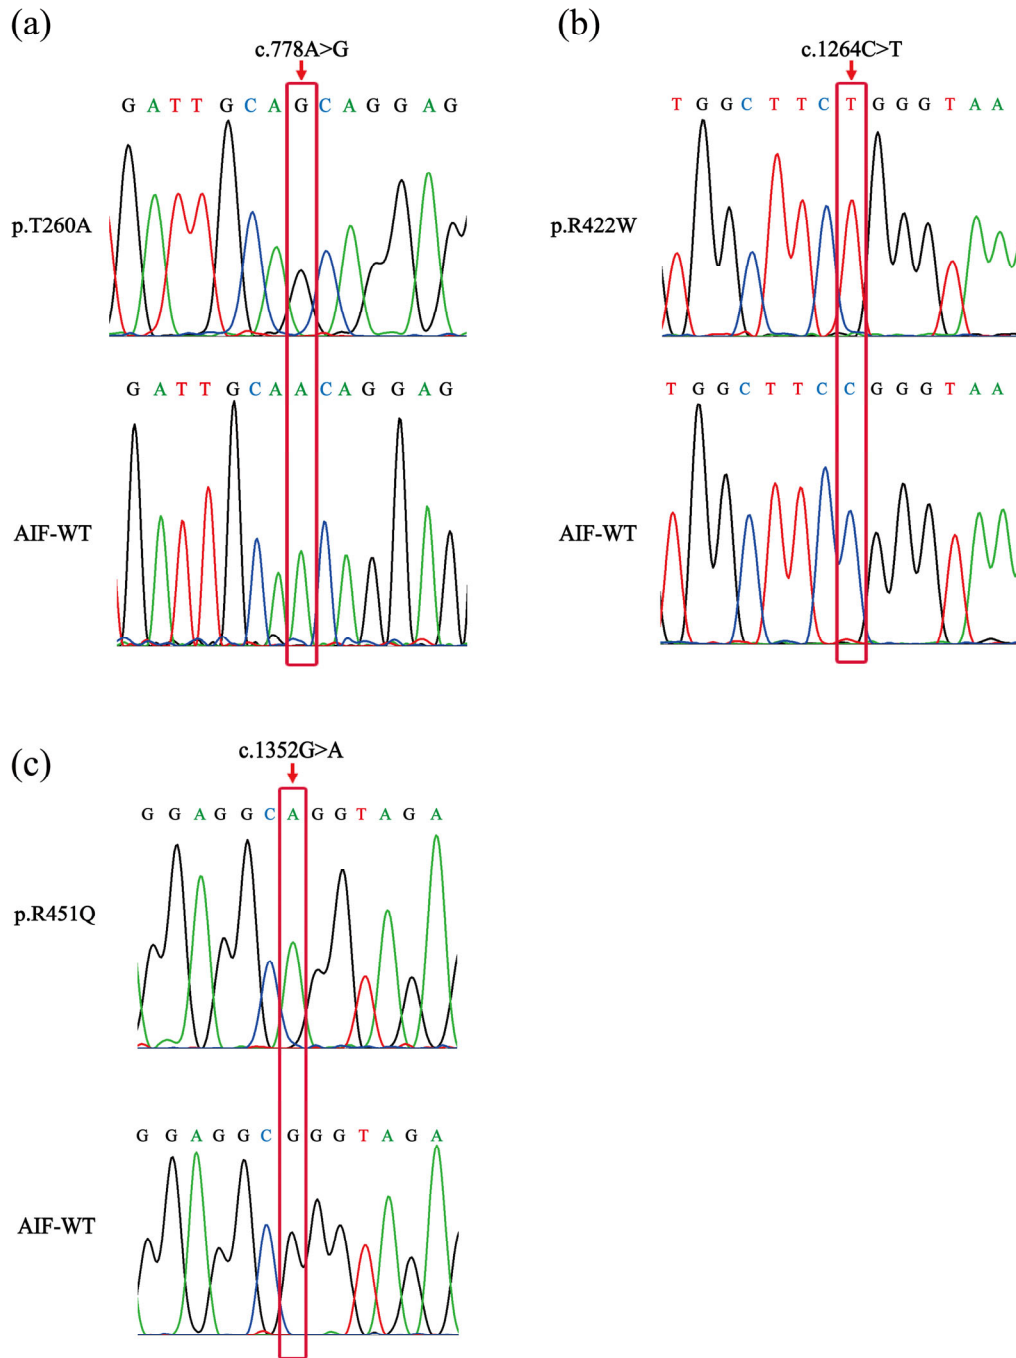 (a)
c.778A>G
G A T T G C A G C A G G A G
p.T260A
G A T T G C A A C A G G A G
AIF-WT
(b)
c.1264C>T
T G G C T T C T G G G T A A
p.R422W
T G G C T T C C G G G T A A
AIF-WT
(c)
c.1352G>A
G G A G G C A G G T A G A
p.R451Q
G G A G G C G G G T A G A
AIF-WT